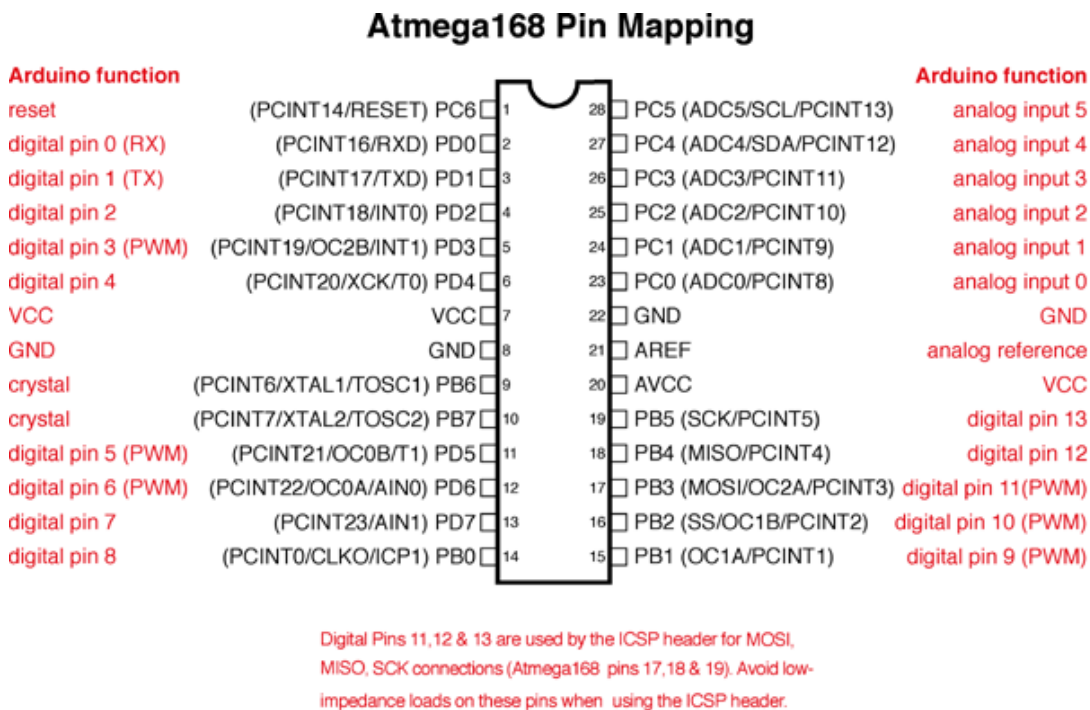 Atmega168 Pin Mapping
Arduino function Arduino function
reset (PCINT14/RESET) PC6 1 28 PC5 (ADC5/SCL/PCINT13) analog input 5
digital pin 0 (RX) (PCINT16/RXD) PD0 2 27 PC4 (ADC4/SDA/PCINT12) analog input 4
digital pin 1 (TX) (PCINT17/TXD) PD1 3 26 PC3 (ADC3/PCINT11) analog input 3
digital pin 2 (PCINT18/INT0) PD2 4 25 PC2 (ADC2/PCINT10) analog input 2
digital pin 3 (PWM) (PCINT19/OC2B/INT1) PD3 5 24 PC1 (ADC1/PCINT9) analog input 1
digital pin 4 (PCINT20/XCK/T0) PD4 6 23 PC0 (ADC0/PCINT8) analog input 0
VCC VCC 7 22 GND GND
GND GND 8 21 AREF analog reference
crystal (PCINT6/XTAL1/TOSC1) PB6 9 20 AVCC VCC
crystal (PCINT7/XTAL2/TOSC2) PB7 10 19 PB5 (SCK/PCINT5) digital pin 13
digital pin 5 (PWM) (PCINT21/OC0B/T1) PD5 11 18 PB4 (MISO/PCINT4) digital pin 12
digital pin 6 (PWM) (PCINT22/OC0A/AIN0) PD6 12 17 PB3 (MOSI/OC2A/PCINT3) digital pin 11(PWM)
digital pin 7 (PCINT23/AIN1) PD7 13 16 PB2 (SS/OC1B/PCINT2) digital pin 10 (PWM)
digital pin 8 (PCINT0/CLKO/ICP1) PB0 14 15 PB1 (OC1A/PCINT1) digital pin 9 (PWM)
Digital Pins 11,12 & 13 are used by the ICSP header for MOSI,
MISO, SCK connections (Atmega168 pins 17,18 & 19). Avoid low-
impedance loads on these pins when using the ICSP header.